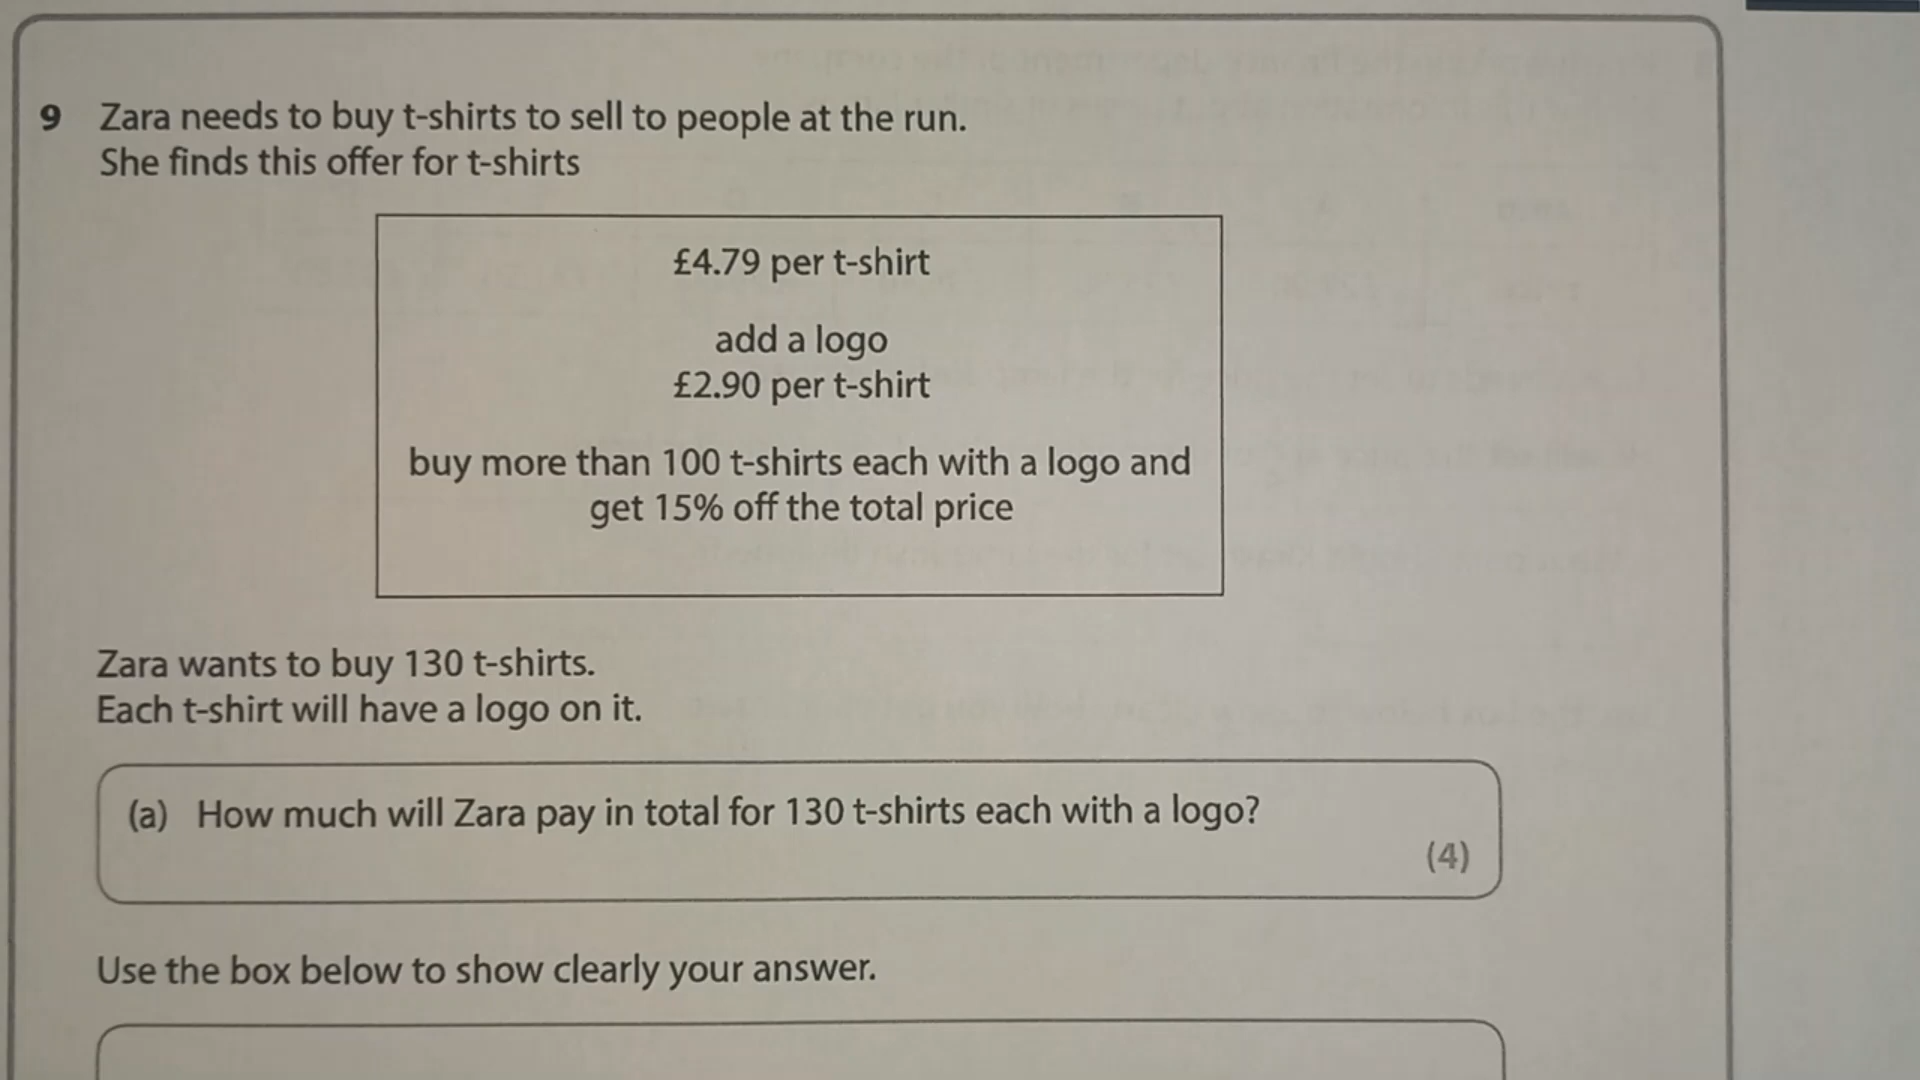 9 Zara needs to buy t-shirts to sell to people at the run.
She finds this offer for t-shirts
£4.79 per t-shirt
add a logo
£2.90 per t-shirt
buy more than 100 t-shirts each with a logo and
get 15% off the total price
Zara wants to buy 130 t-shirts.
Each t-shirt will have a logo on it.
(a) How much will Zara pay in total for 130 t-shirts each with a logo?
(4)
Use the box below to show clearly your answer.